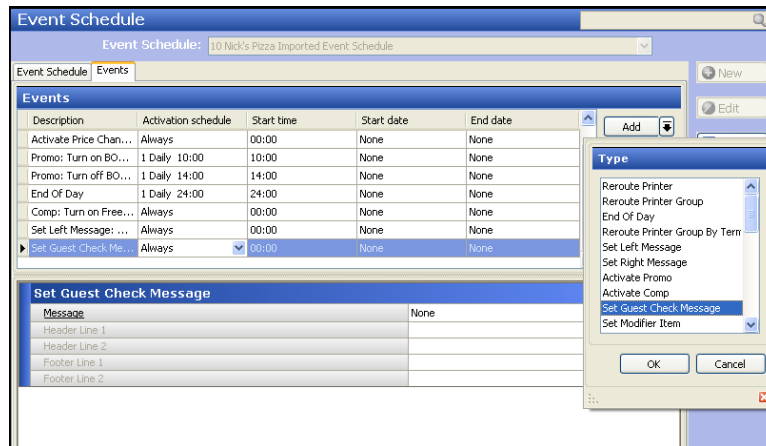 Event Schedule
Event Schedule: 10 Nick's Pizza Imported Event Schedule
Event Schedule Events
New
Edit
Events
Description Activation schedule Start time Start date End date
Add
Activate Price Chan... Always 00:00 None None
Promo: Turn on BO... 1 Daily 10:00 10:00 None None
Promo: Turn off BO... 1 Daily 14:00 14:00 None None
End Of Day 1 Daily 24:00 24:00 None None
Comp: Turn on Free... Always 00:00 None None
Set Left Message: ... Always 00:00 None None
Set Guest Check Me... Always 00:00 None None
Set Guest Check Message
Message None
Header Line 1
Header Line 2
Footer Line 1
Footer Line 2
Type
Reroute Printer
Reroute Printer Group
End Of Day
Reroute Printer Group By Term
Set Left Message
Set Right Message
Activate Promo
Activate Comp
Set Guest Check Message
Set Modifier Item
OK Cancel